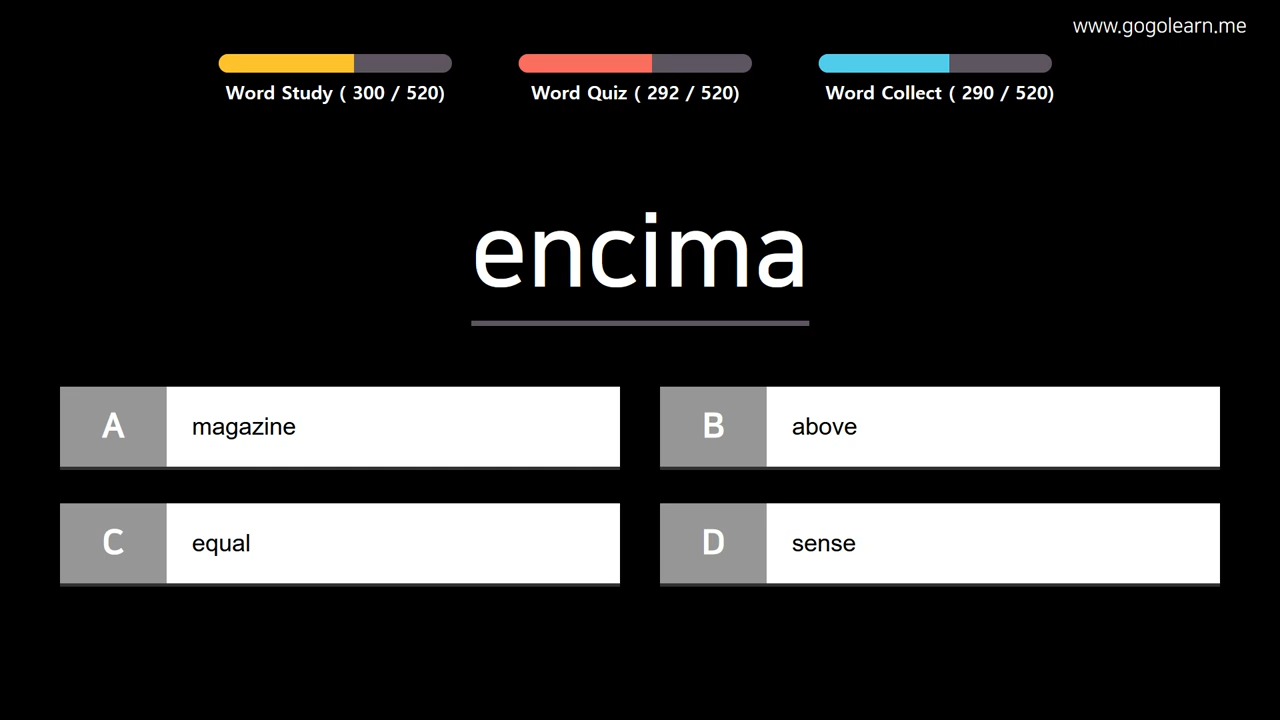 www.gogolearn.me
Word Study ( 300 / 520)
Word Quiz ( 292 / 520)
Word Collect ( 290 / 520)
encima
A magazine
B above
C equal
D sense